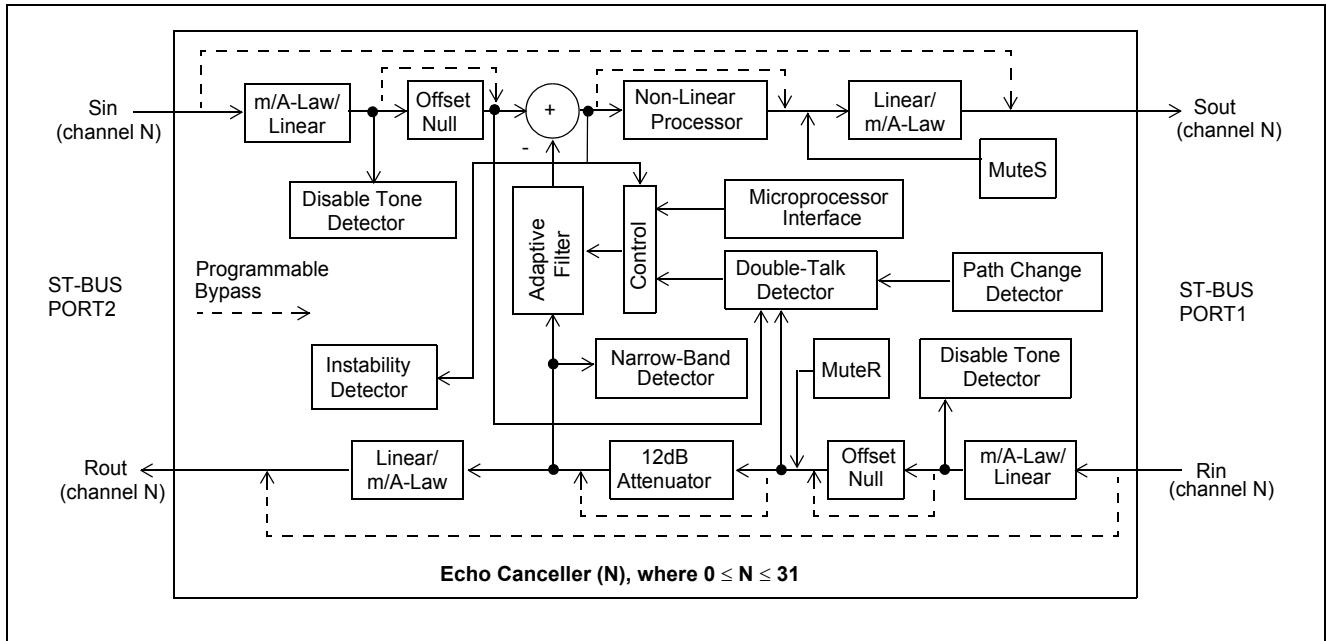 Sin
(channel N)
m/A-Law/
Linear
Offset
Null
+
-
Non-Linear
Processor
Linear/
m/A-Law
Sout
(channel N)
MuteS
Disable Tone
Detector
Microprocessor
Interface
Adaptive
Filter
Control
Double-Talk
Detector
Path Change
Detector
ST-BUS
PORT2
Programmable
Bypass
ST-BUS
PORT1
Instability
Detector
Narrow-Band
Detector
MuteR
Disable Tone
Detector
Rout
(channel N)
Linear/
m/A-Law
12dB
Attenuator
Offset
Null
m/A-Law/
Linear
Rin
(channel N)
Echo Canceller (N), where 0 ≤ N ≤ 31